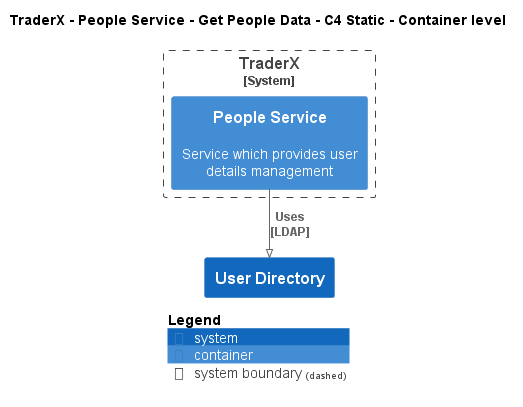 TraderX - People Service - Get People Data - C4 Static - Container level
TraderX
[System]
People Service
Service which provides user
details management
Uses
[LDAP]
User Directory
Legend
system
container
system boundary (dashed)